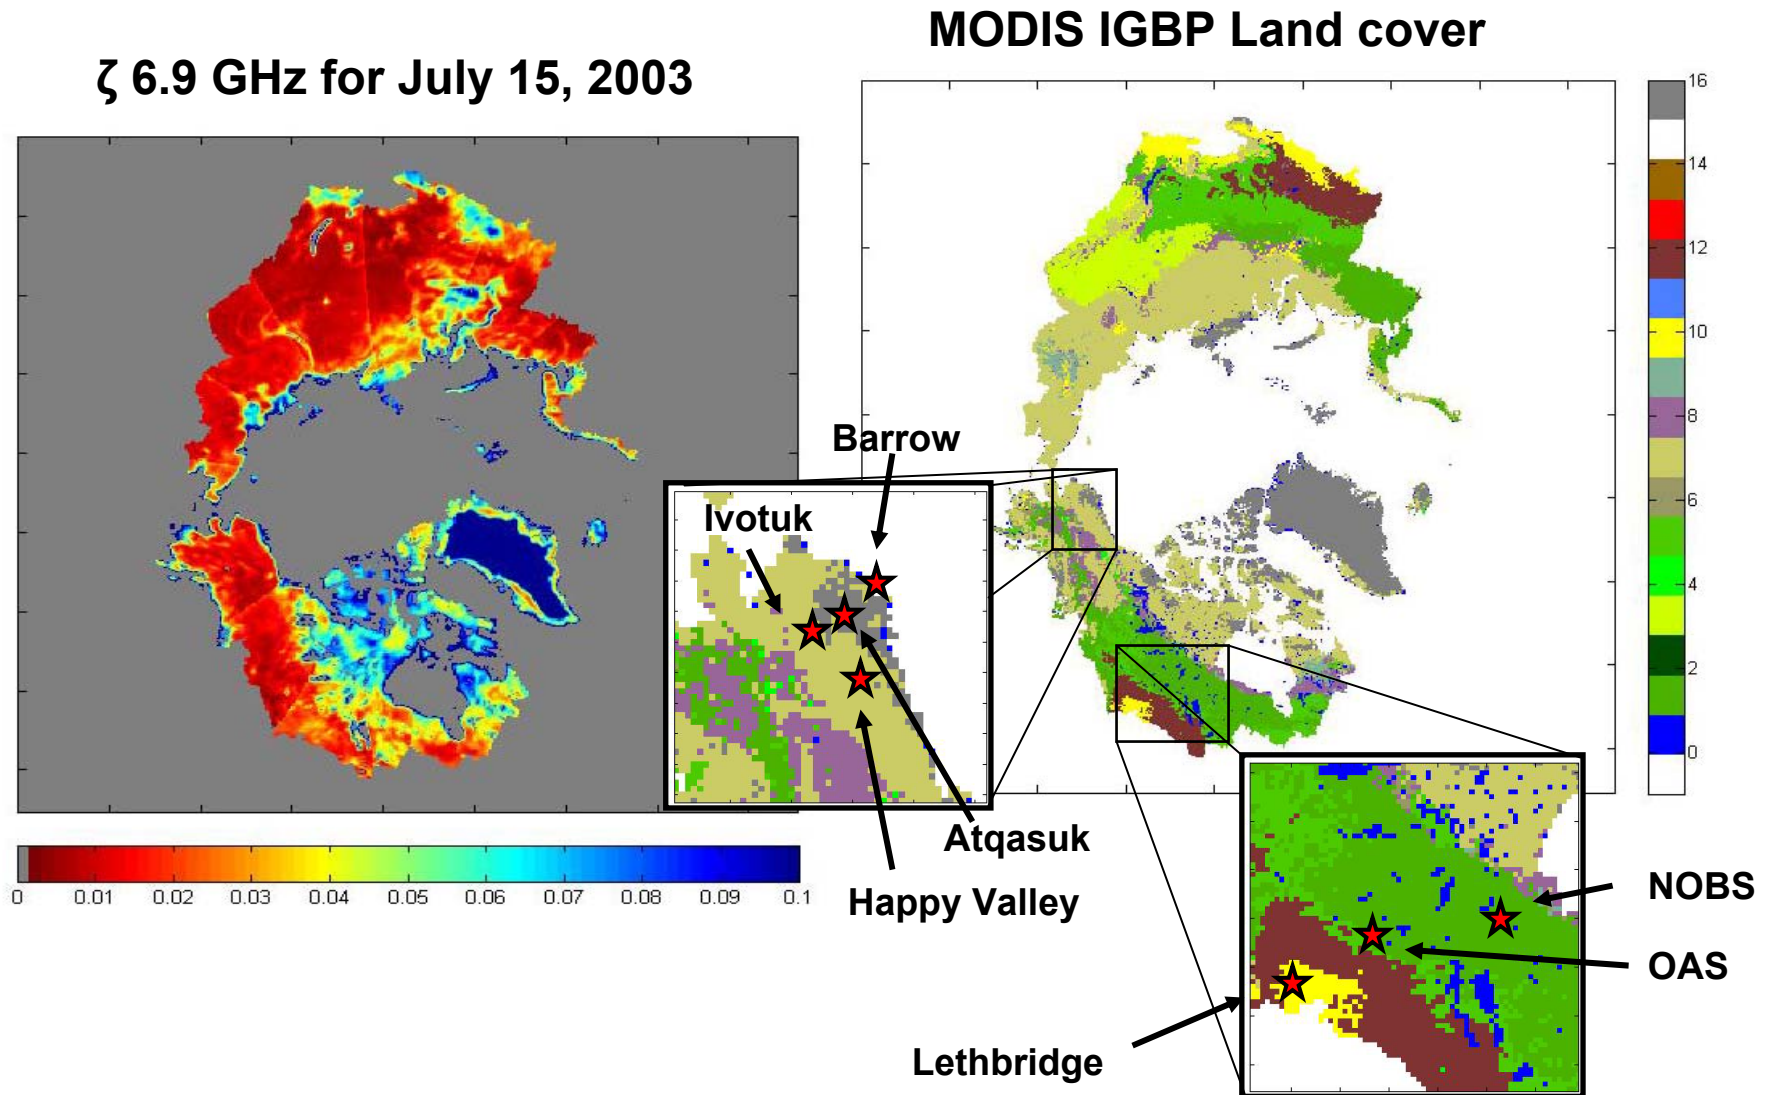 MODIS IGBP Land cover
ζ 6.9 GHz for July 15, 2003
16
14
12
10
8
6
4
2
0
Barrow
Ivotuk
Atqasuk
Happy Valley
NOBS
OAS
Lethbridge
0 0.01 0.02 0.03 0.04 0.05 0.06 0.07 0.08 0.09 0.1